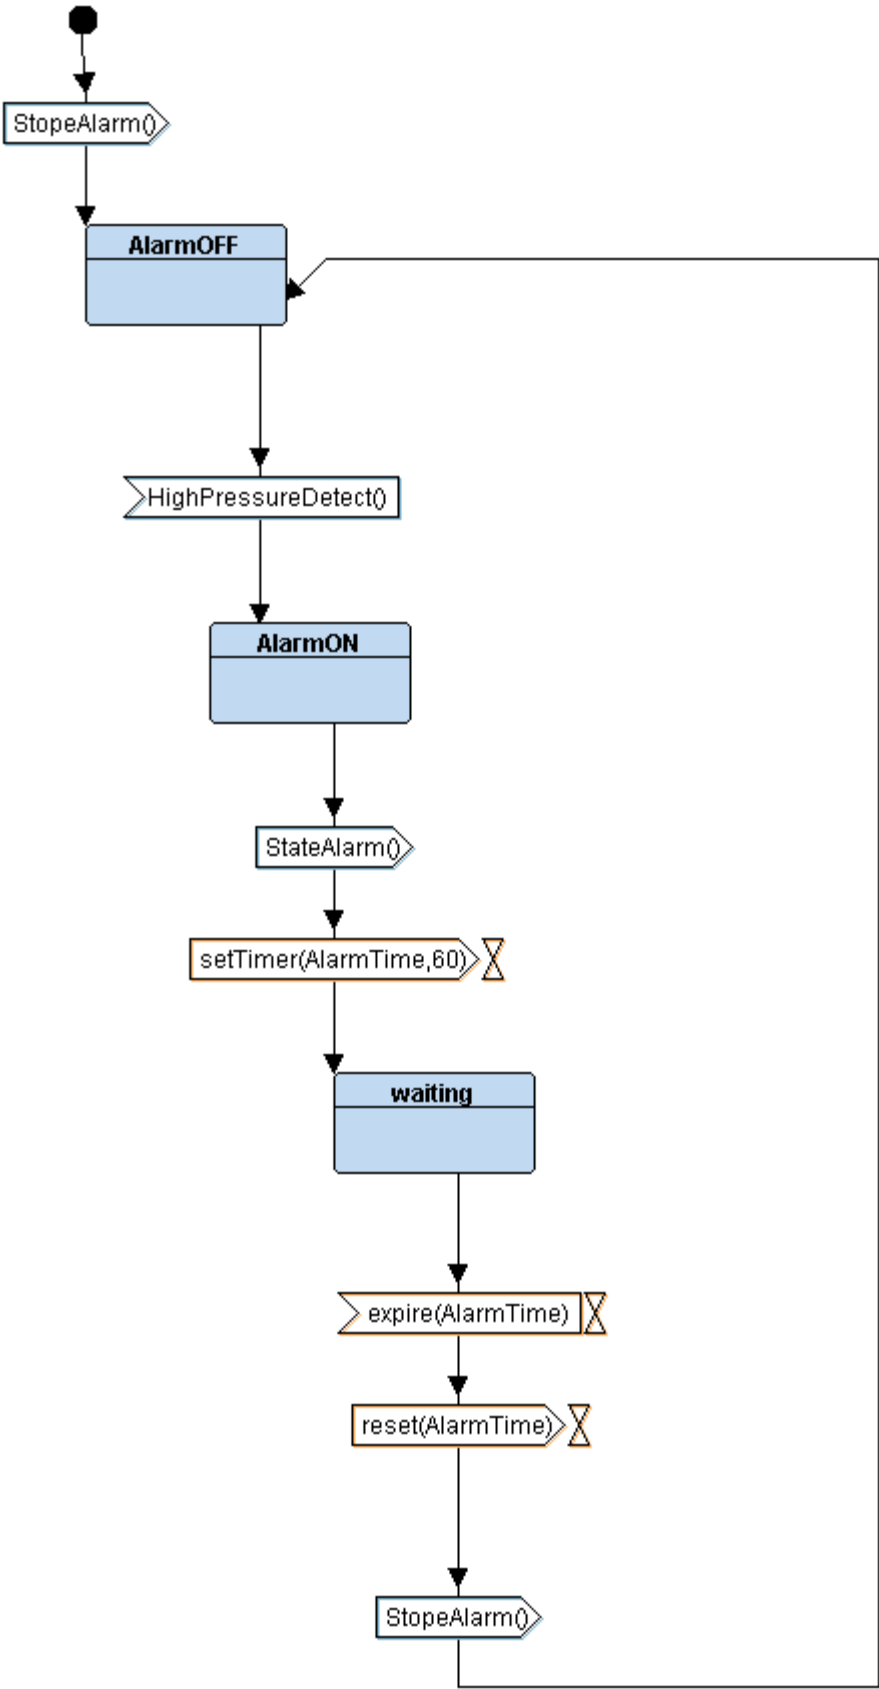 StopeAlarm()
AlarmOFF
HighPressureDetect()
AlarmON
StateAlarm()
setTimer(AlarmTime,60)
waiting
expire(AlarmTime)
reset(AlarmTime)
StopeAlarm()